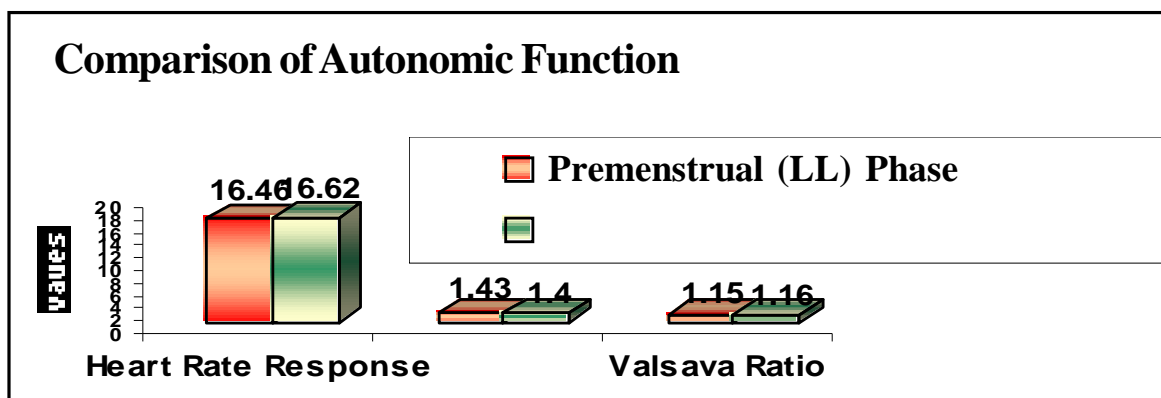 Comparison of Autonomic Function
Premenstrual (LL) Phase
16.46 16.62
1.43 1.4
1.15 1.16
values
20
18
16
14
12
10
8
6
4
2
0
Heart Rate Response
Valsava Ratio